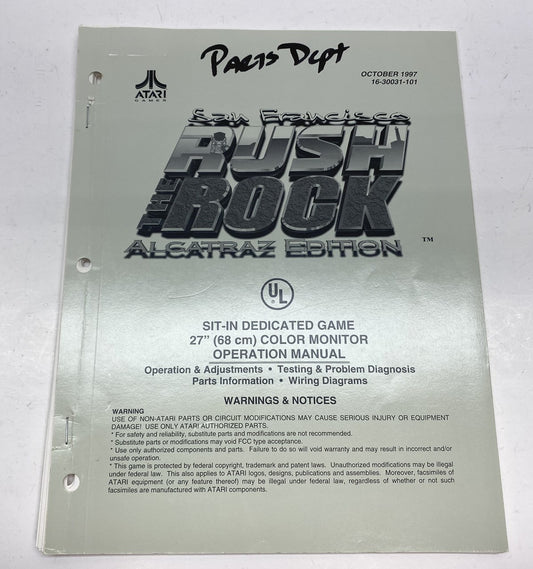 Parts Dept
OCTOBER 1997
16-30031-101
ATARI
GAMES
San Francisco
RUSH
THE ROCK
ALCATRAZ EDITION ™
UL
SIT-IN DEDICATED GAME
27” (68 cm) COLOR MONITOR
OPERATION MANUAL
Operation & Adjustments • Testing & Problem Diagnosis
Parts Information • Wiring Diagrams
WARNINGS & NOTICES
WARNING
USE OF NON-ATARI PARTS OR CIRCUIT MODIFICATIONS MAY CAUSE SERIOUS INJURY OR EQUIPMENT
DAMAGE! USE ONLY ATARI AUTHORIZED PARTS.
* For safety and reliability, substitute parts and modifications are not recommended.
* Substitute parts or modifications may void FCC type acceptance.
* Use only authorized components and parts. Failure to do so will void warranty and may result in incorrect and/or
unsafe operation.
* This game is protected by federal copyright, trademark and patent laws. Unauthorized modifications may be illegal
under federal law. This also applies to ATARI logos, designs, publications and assemblies. Moreover, facsimiles of
ATARI equipment (or any feature thereof) may be illegal under federal law, regardless of whether or not such
facsimiles are manufactured with ATARI components.